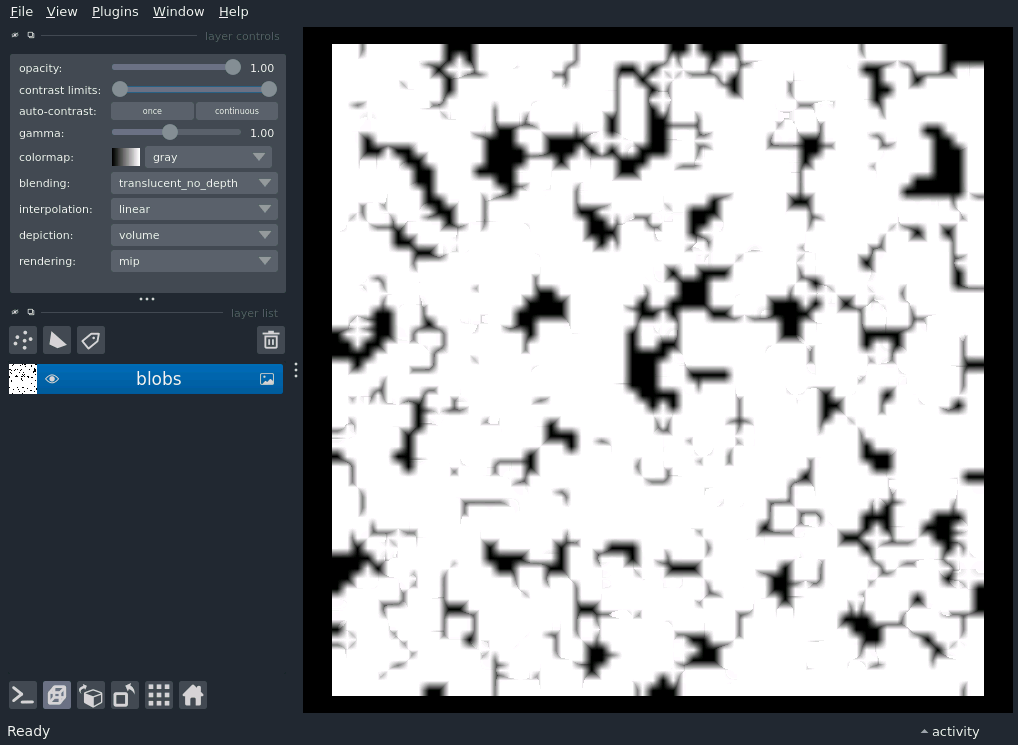 File View Plugins Window Help
layer controls
opacity: 1.00
contrast limits:
auto-contrast: once continuous
gamma: 1.00
colormap: gray
blending: translucent_no_depth
interpolation: linear
depiction: volume
rendering: mip
layer list
blobs
Ready
activity